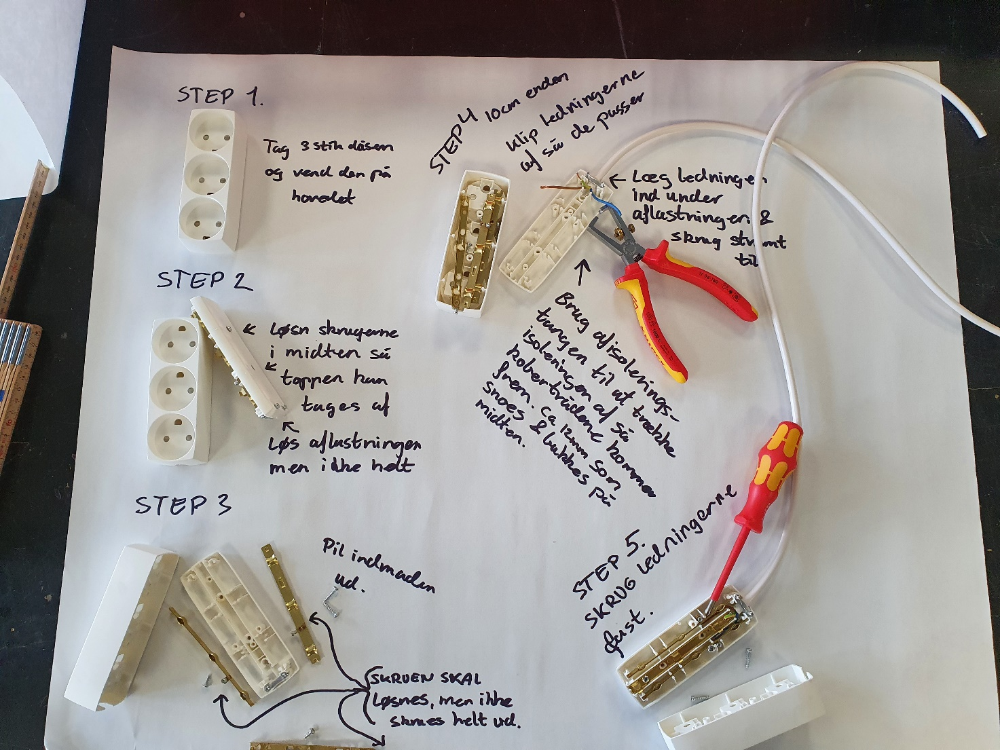 STEP 1.
Tag 3 stik dåsen
og vend den på
hovedet
STEP 2
Løsn skruerne
i midten så
toppen kan
tages af
Løs aflastningen
men ikke helt
STEP 3
Pil indmaden
ud.
SKRUEN SKAL
Løsnes, men ikke
skrues helt ud.
STEP 4 10cm enden
Klip ledningerne
af så de passer
Læg ledningen
ind under
aflastningen &
skrug stramt
til
Brug afisolerings-
tangen til at trække
isoleringen af så
kobertrådene kommer
frem. ca 12mm som
snoes & bukkes på
midten.
STEP 5.
SKRUG ledningerne
fast.